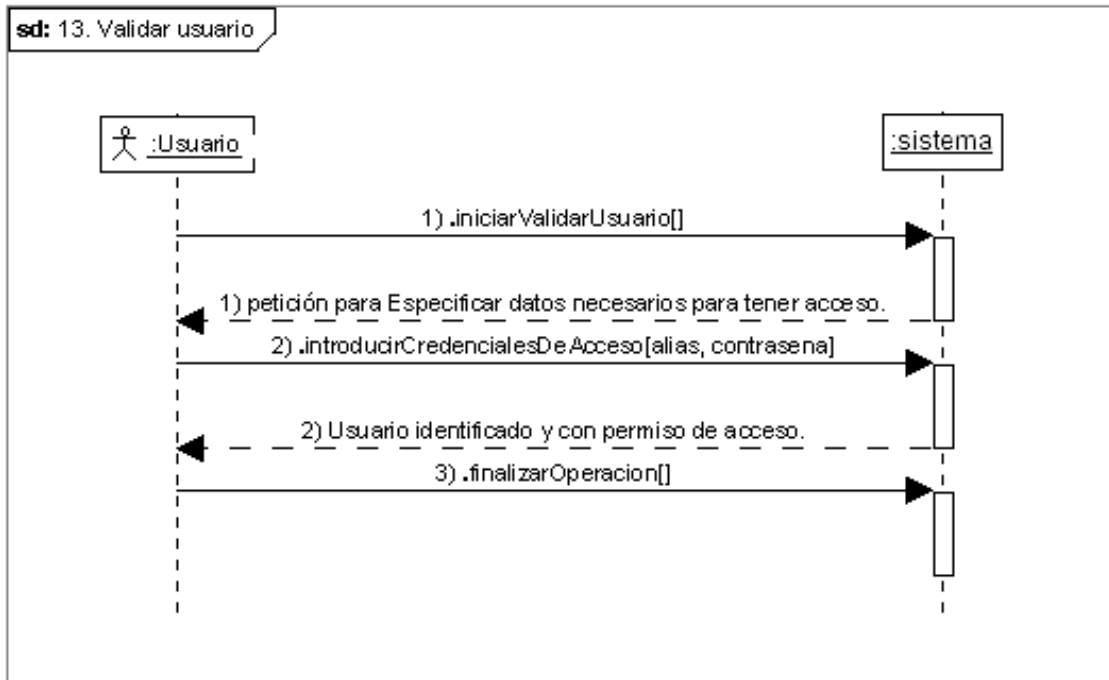 sd: 13. Validar usuario
:Usuario
:sistema
1) .iniciarValidarUsuario[]
1) petición para Especificar datos necesarios para tener acceso.
2) .introducirCredencialesDeAcceso[alias, contrasena]
2) Usuario identificado y con permiso de acceso.
3) .finalizarOperacion[]